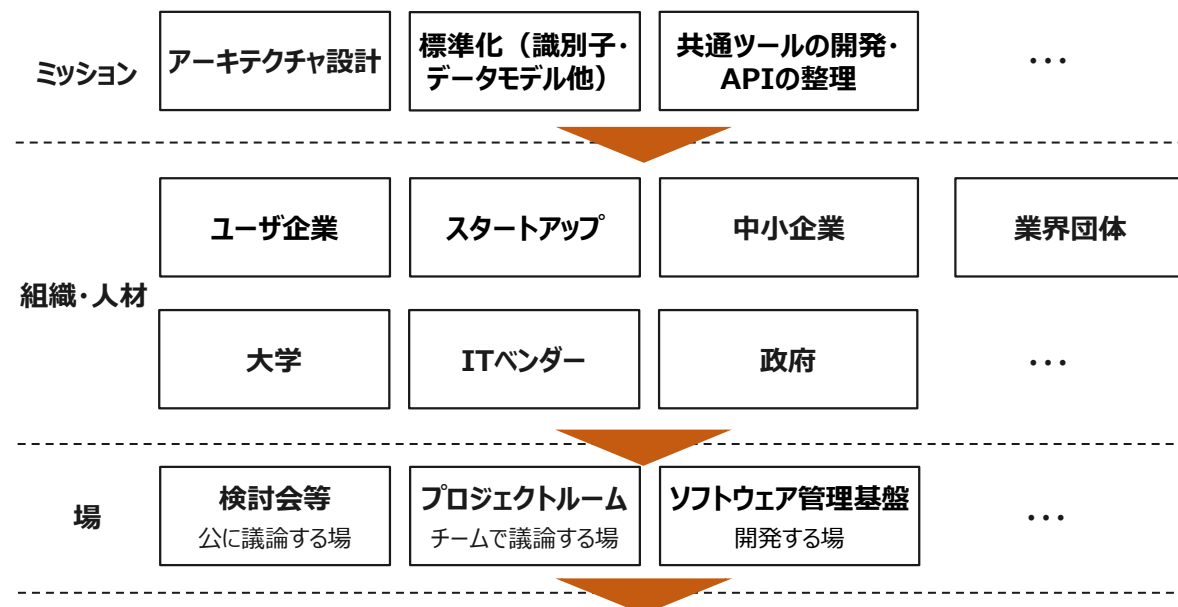 ミッション
アーキテクチャ設計
標準化（識別子・
データモデル他）
共通ツールの開発・
APIの整理
・・・
組織・人材
ユーザ企業
スタートアップ
中小企業
業界団体
大学
ITベンダー
政府
・・・
場
検討会等
公に議論する場
プロジェクトルーム
チームで議論する場
ソフトウェア管理基盤
開発する場
・・・